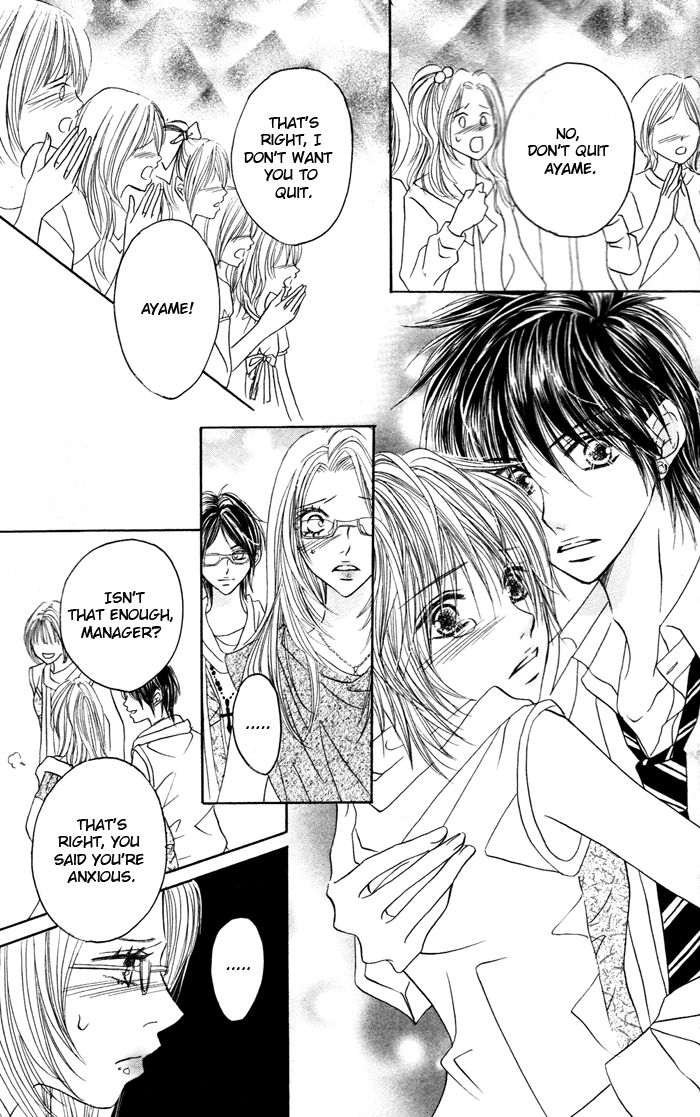 NO,
DON'T QUIT
AYAME.
THAT'S
RIGHT, I
DON'T WANT
YOU TO
QUIT.
AYAME!
.....
ISN'T
THAT ENOUGH,
MANAGER?
THAT'S
RIGHT, YOU
SAID YOU'RE
ANXIOUS.
.....